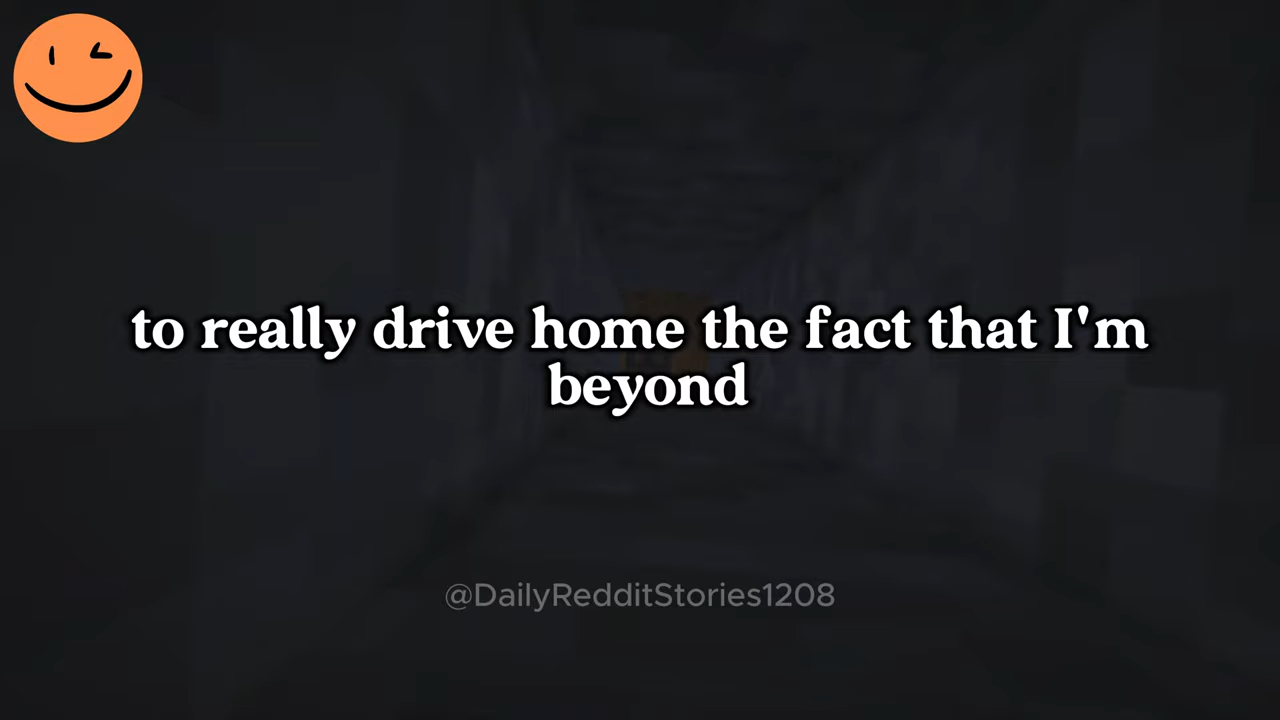 to really drive home the fact that I'm
beyond
@DailyRedditStories1208